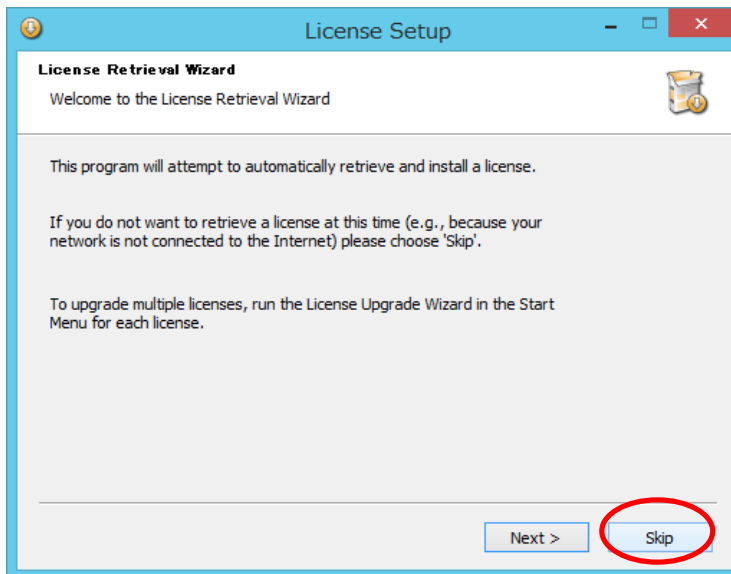 License Setup
License Retrieval Wizard
Welcome to the License Retrieval Wizard
This program will attempt to automatically retrieve and install a license.
If you do not want to retrieve a license at this time (e.g., because your
network is not connected to the Internet) please choose 'Skip'.
To upgrade multiple licenses, run the License Upgrade Wizard in the Start
Menu for each license.
Next >
Skip